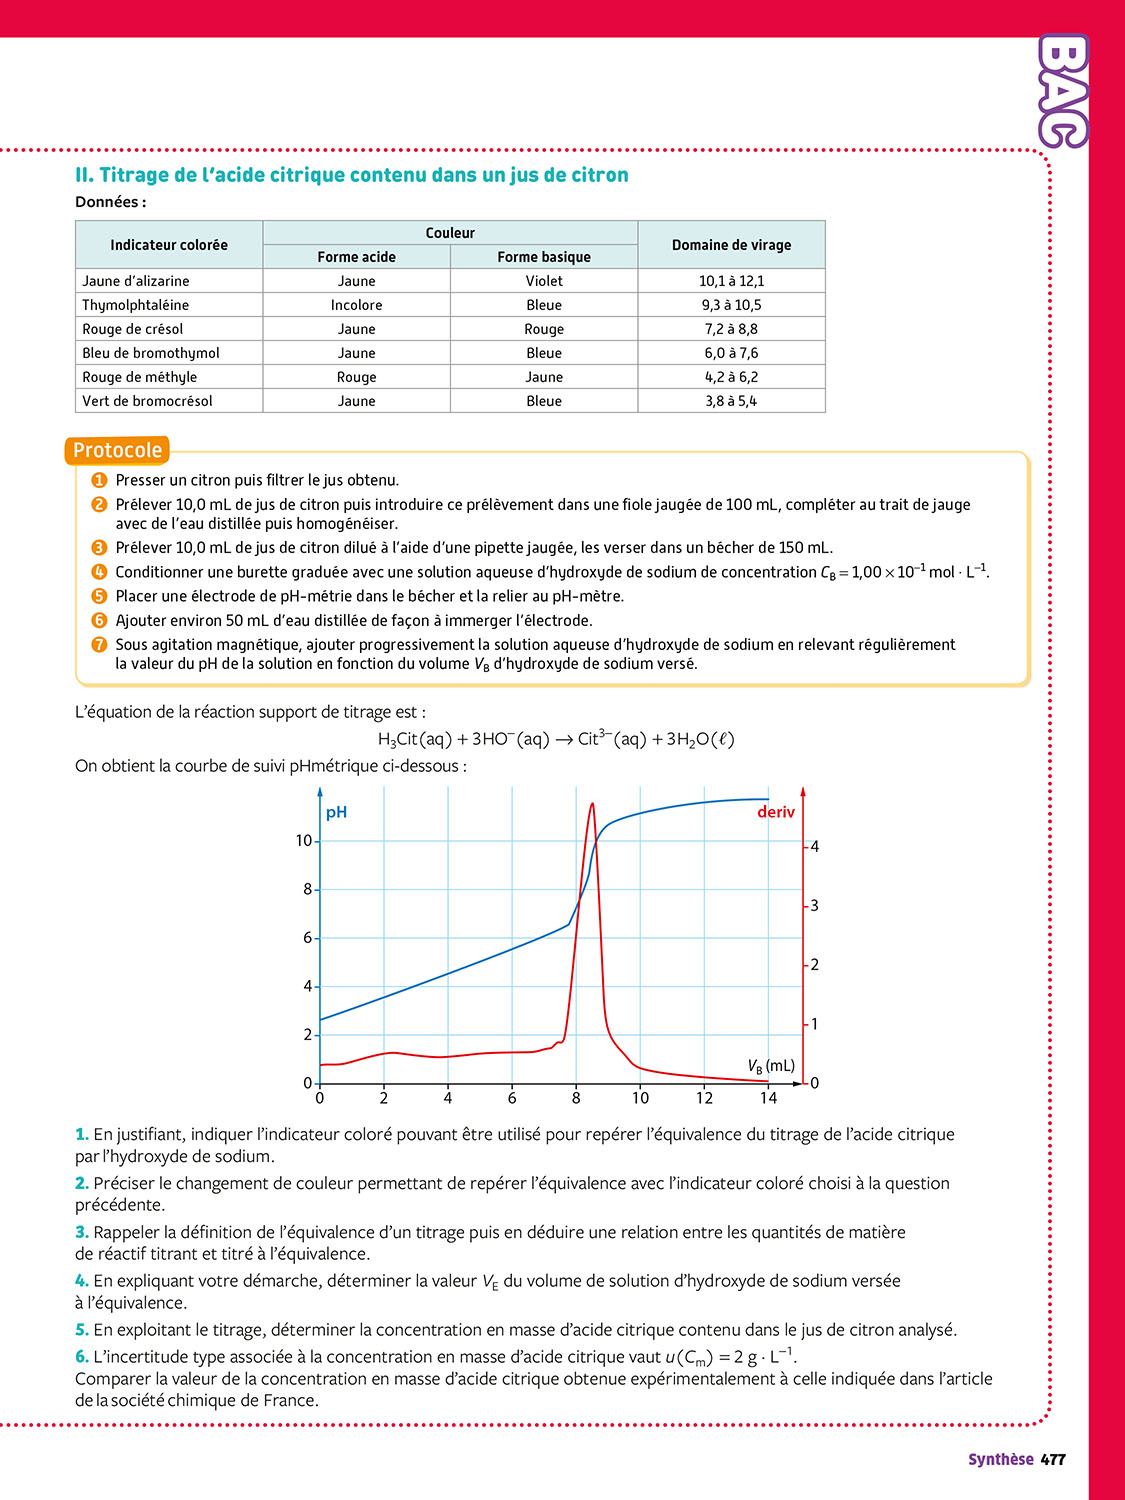 BAC
II. Titrage de l'acide citrique contenu dans un jus de citron
Données :
Indicateur colorée Couleur Domaine de virage
Forme acide Forme basique
Jaune d'alizarine Jaune Violet 10,1 à 12,1
Thymolphtaléine Incolore Bleue 9,3 à 10,5
Rouge de crésol Jaune Rouge 7,2 à 8,8
Bleu de bromothymol Jaune Bleue 6,0 à 7,6
Rouge de méthyle Rouge Jaune 4,2 à 6,2
Vert de bromocrésol Jaune Bleue 3,8 à 5,4
Protocole
1 Presser un citron puis filtrer le jus obtenu.
2 Prélever 10,0 mL de jus de citron puis introduire ce prélèvement dans une fiole jaugée de 100 mL, compléter au trait de jauge
avec de l'eau distillée puis homogénéiser.
3 Prélever 10,0 mL de jus de citron dilué à l'aide d'une pipette jaugée, les verser dans un bécher de 150 mL.
4 Conditionner une burette graduée avec une solution aqueuse d'hydroxyde de sodium de concentration C_B = 1,00 × 10⁻¹ mol · L⁻¹.
5 Placer une électrode de pH-métrie dans le bécher et la relier au pH-mètre.
6 Ajouter environ 50 mL d'eau distillée de façon à immerger l'électrode.
7 Sous agitation magnétique, ajouter progressivement la solution aqueuse d'hydroxyde de sodium en relevant régulièrement
la valeur du pH de la solution en fonction du volume V_B d'hydroxyde de sodium versé.
L'équation de la réaction support de titrage est :
H₃Cit(aq) + 3HO⁻(aq) → Cit³⁻(aq) + 3H₂O(ℓ)
On obtient la courbe de suivi pHmétrique ci-dessous :
pH deriv
10 4
8 3
6
4 2
2 1
V_B (mL)
0 0
0 2 4 6 8 10 12 14
1. En justifiant, indiquer l'indicateur coloré pouvant être utilisé pour repérer l'équivalence du titrage de l'acide citrique
par l'hydroxyde de sodium.
2. Préciser le changement de couleur permettant de repérer l'équivalence avec l'indicateur coloré choisi à la question
précédente.
3. Rappeler la définition de l'équivalence d'un titrage puis en déduire une relation entre les quantités de matière
de réactif titrant et titré à l'équivalence.
4. En expliquant votre démarche, déterminer la valeur V_E du volume de solution d'hydroxyde de sodium versée
à l'équivalence.
5. En exploitant le titrage, déterminer la concentration en masse d'acide citrique contenu dans le jus de citron analysé.
6. L'incertitude type associée à la concentration en masse d'acide citrique vaut u(C_m) = 2 g · L⁻¹.
Comparer la valeur de la concentration en masse d'acide citrique obtenue expérimentalement à celle indiquée dans l'article
de la société chimique de France.
Synthèse 477